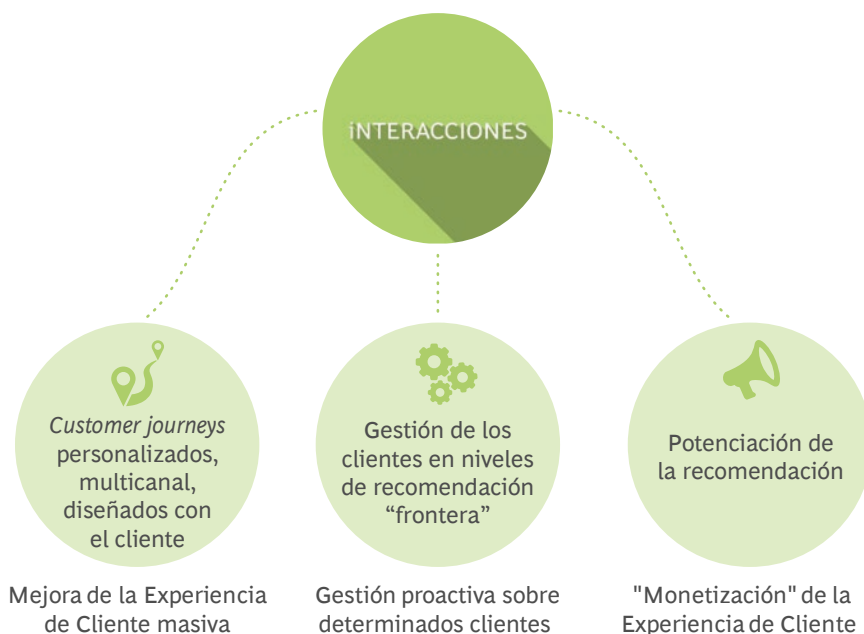 iNTERACCIONES
Customer journeys
personalizados,
multicanal,
diseñados con
el cliente
Gestión de los
clientes en niveles
de recomendación
“frontera”
Potenciación de
la recomendación
Mejora de la Experiencia
de Cliente masiva
Gestión proactiva sobre
determinados clientes
"Monetización" de la
Experiencia de Cliente